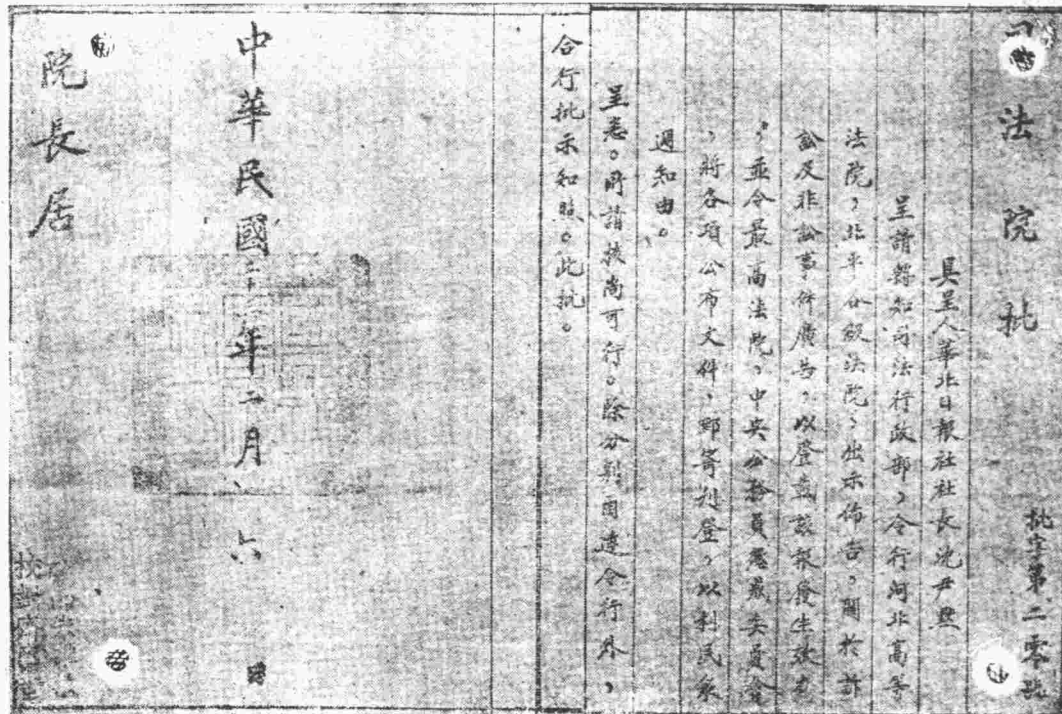 司法院批
批字第二零號
具呈人華北日報社社長沈尹默
呈請轉知司法行政部，令行河北高等
法院，北平分級法院，出示佈告，關於訴
訟及非訟事件廣告，以登載該報發生效力
，並令最高法院，中央公務員懲戒委員會
，將各項公布文件，郵寄刊登，以利民眾
週知由。
呈悉。所請核尚可行。除分別函達令行外，
合行批示知照。此批。
中華民國二十二年二月六
院長居